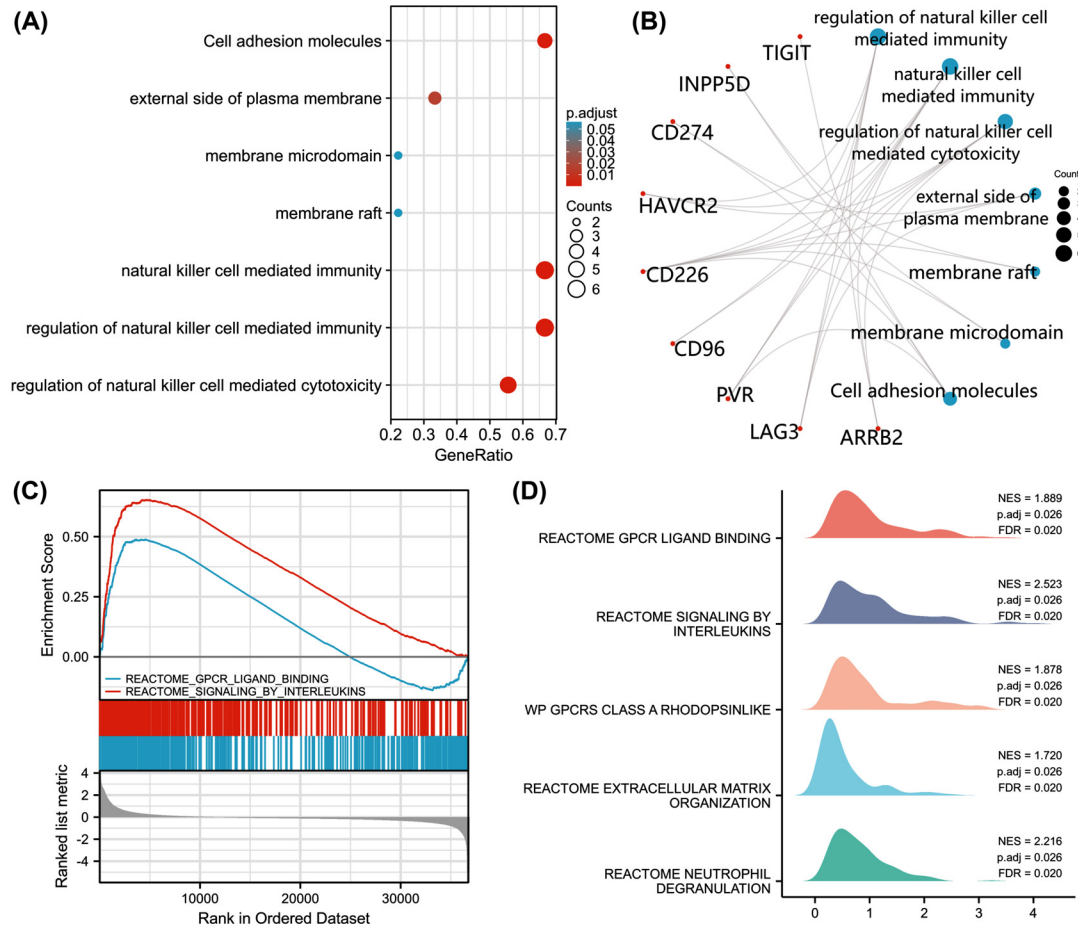 (A)
Cell adhesion molecules
external side of plasma membrane
membrane microdomain
membrane raft
natural killer cell mediated immunity
regulation of natural killer cell mediated immunity
regulation of natural killer cell mediated cytotoxicity
0.2 0.3 0.4 0.5 0.6 0.7
GeneRatio
p.adjust
0.05
0.04
0.03
0.02
0.01
Counts
2
3
4
5
6
(B)
TIGIT
INPP5D
CD274
HAVCR2
CD226
CD96
PVR
LAG3
ARRB2
regulation of natural killer cell
mediated immunity
natural killer cell
mediated immunity
regulation of natural killer cell
mediated cytotoxicity
external side of
plasma membrane
membrane raft
membrane microdomain
Cell adhesion molecules
(C)
Enrichment Score
0.50
0.25
0.00
REACTOME_GPCR_LIGAND_BINDING
REACTOME_SIGNALING_BY_INTERLEUKINS
Ranked list metric
4
2
0
-2
-4
10000 20000 30000
Rank in Ordered Dataset
(D)
REACTOME GPCR LIGAND BINDING
NES = 1.889
p.adj = 0.026
FDR = 0.020
REACTOME SIGNALING BY
INTERLEUKINS
NES = 2.523
p.adj = 0.026
FDR = 0.020
WP GPCRS CLASS A RHODOPSINLIKE
NES = 1.878
p.adj = 0.026
FDR = 0.020
REACTOME EXTRACELLULAR MATRIX
ORGANIZATION
NES = 1.720
p.adj = 0.026
FDR = 0.020
REACTOME NEUTROPHIL
DEGRANULATION
NES = 2.216
p.adj = 0.026
FDR = 0.020
0 1 2 3 4